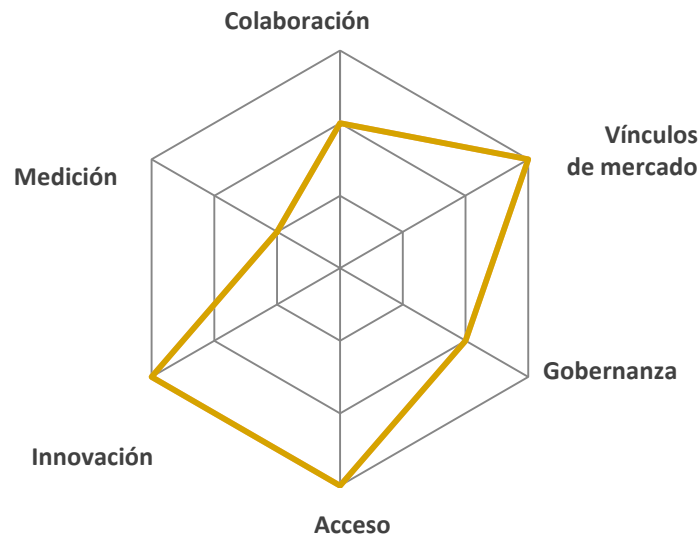 Colaboración
Vínculos
de mercado
Medición
Gobernanza
Innovación
Acceso